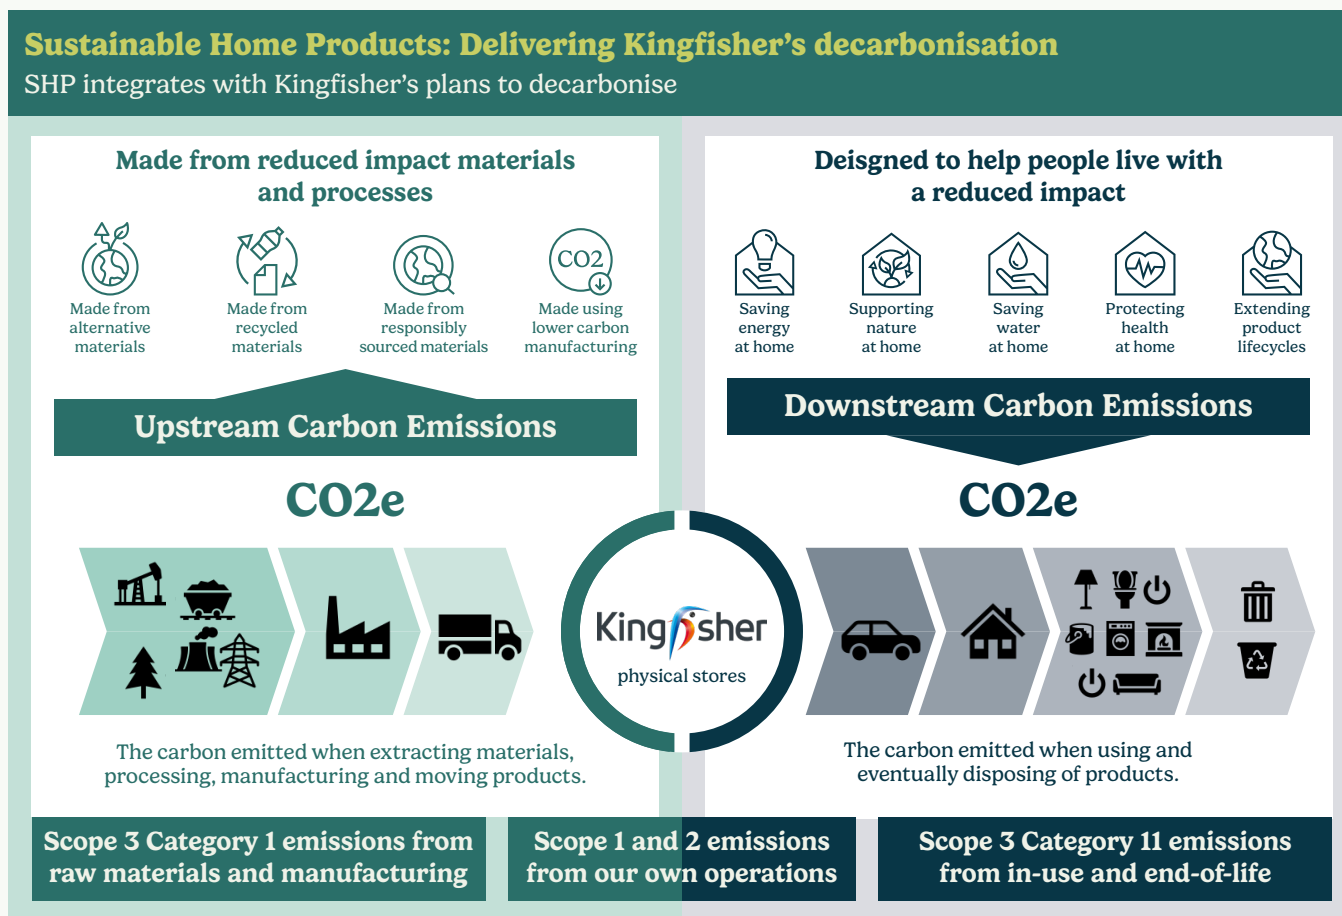 Sustainable Home Products: Delivering Kingfisher’s decarbonisation
SHP integrates with Kingfisher’s plans to decarbonise
Made from reduced impact materials
and processes
Made from
alternative
materials
Made from
recycled
materials
Made from
responsibly
sourced materials
CO2
Made using
lower carbon
manufacturing
Upstream Carbon Emissions
CO2e
The carbon emitted when extracting materials,
processing, manufacturing and moving products.
Kingfisher
physical stores
Deisgned to help people live with
a reduced impact
Saving
energy
at home
Supporting
nature
at home
Saving
water
at home
Protecting
health
at home
Extending
product
lifecycles
Downstream Carbon Emissions
CO2e
The carbon emitted when using and
eventually disposing of products.
Scope 3 Category 1 emissions from
raw materials and manufacturing
Scope 1 and 2 emissions
from our own operations
Scope 3 Category 11 emissions
from in-use and end-of-life